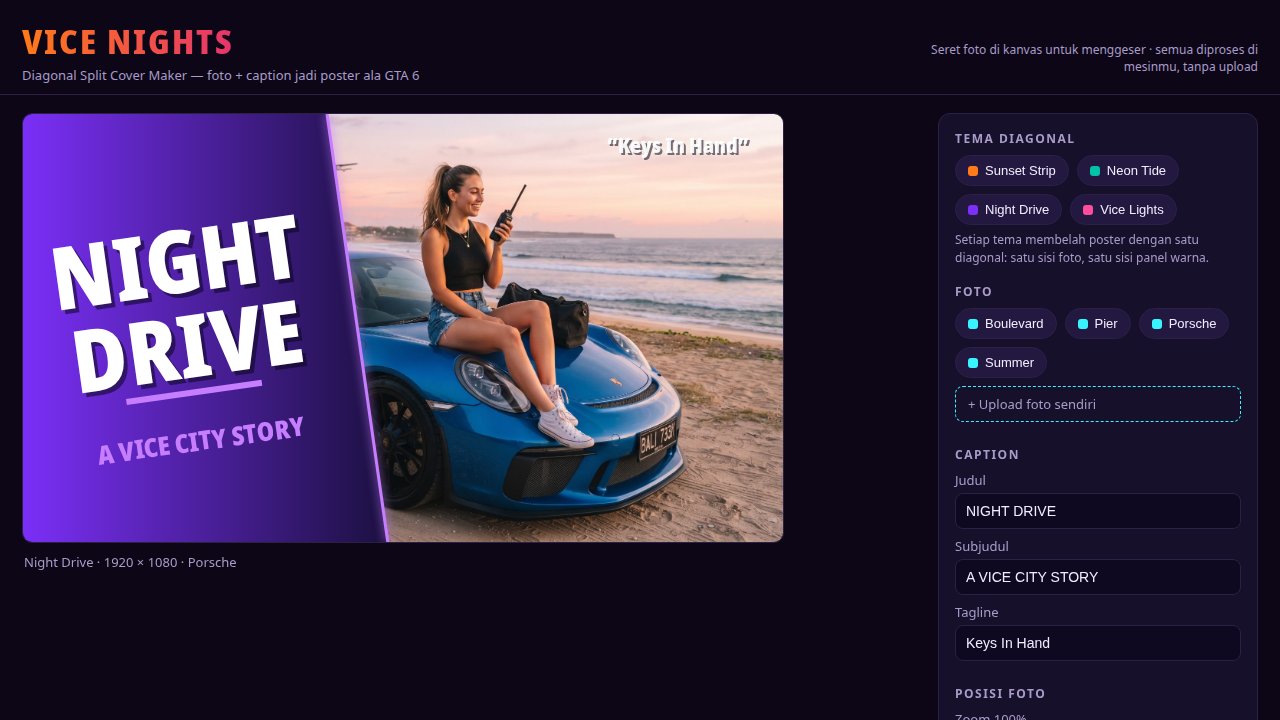 VICE NIGHTS
Diagonal Split Cover Maker — foto + caption jadi poster ala GTA 6
Seret foto di kanvas untuk menggeser · semua diproses di
mesinmu, tanpa upload
NIGHT
DRIVE
A VICE CITY STORY
"Keys In Hand"
BALI 733X
Night Drive · 1920 × 1080 · Porsche
TEMA DIAGONAL
Sunset Strip
Neon Tide
Night Drive
Vice Lights
Setiap tema membelah poster dengan satu
diagonal: satu sisi foto, satu sisi panel warna.
FOTO
Boulevard
Pier
Porsche
Summer
+ Upload foto sendiri
CAPTION
Judul
NIGHT DRIVE
Subjudul
A VICE CITY STORY
Tagline
Keys In Hand
POSISI FOTO
Zoom 100%